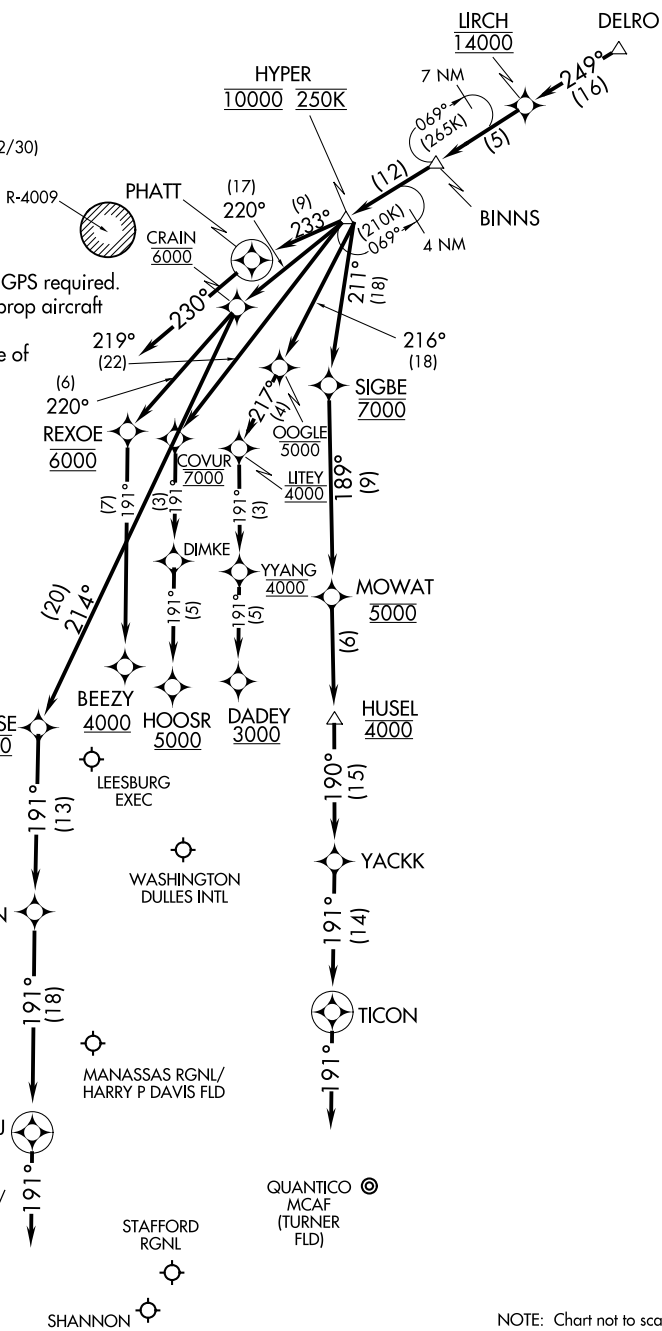 LIRCH
14000
DELRO
249°
(16)
7 NM
069°
(265K)
(5)
HYPER
10000 250K
2/30)
R-4009
PHATT
(17)
220°
(9)
233°
(12)
BINNS
(210K)
069°
4 NM
CRAIN
6000
GPS required.
prop aircraft
e of
230°
211°
(18)
219°
(22)
216°
(18)
(6)
220°
SIGBE
7000
217°
(4)
OOGLE
5000
REXOE
6000
COVUR
7000
LITEY
4000
189°
(9)
(7)
191°
(3)
191°
191°
(3)
DIMKE
YYANG
4000
MOWAT
5000
(20)
214°
191°
(5)
191°
(5)
(6)
BEEZY
4000
HOOSR
5000
DADEY
3000
HUSEL
4000
SE
0
LEESBURG
EXEC
190°
(15)
191°
(13)
WASHINGTON
DULLES INTL
YACKK
N
191°
(14)
191°
(18)
TICON
MANASSAS RGNL/
HARRY P DAVIS FLD
191°
J
191°
/
QUANTICO
MCAF
(TURNER
FLD)
STAFFORD
RGNL
SHANNON
NOTE: Chart not to sca